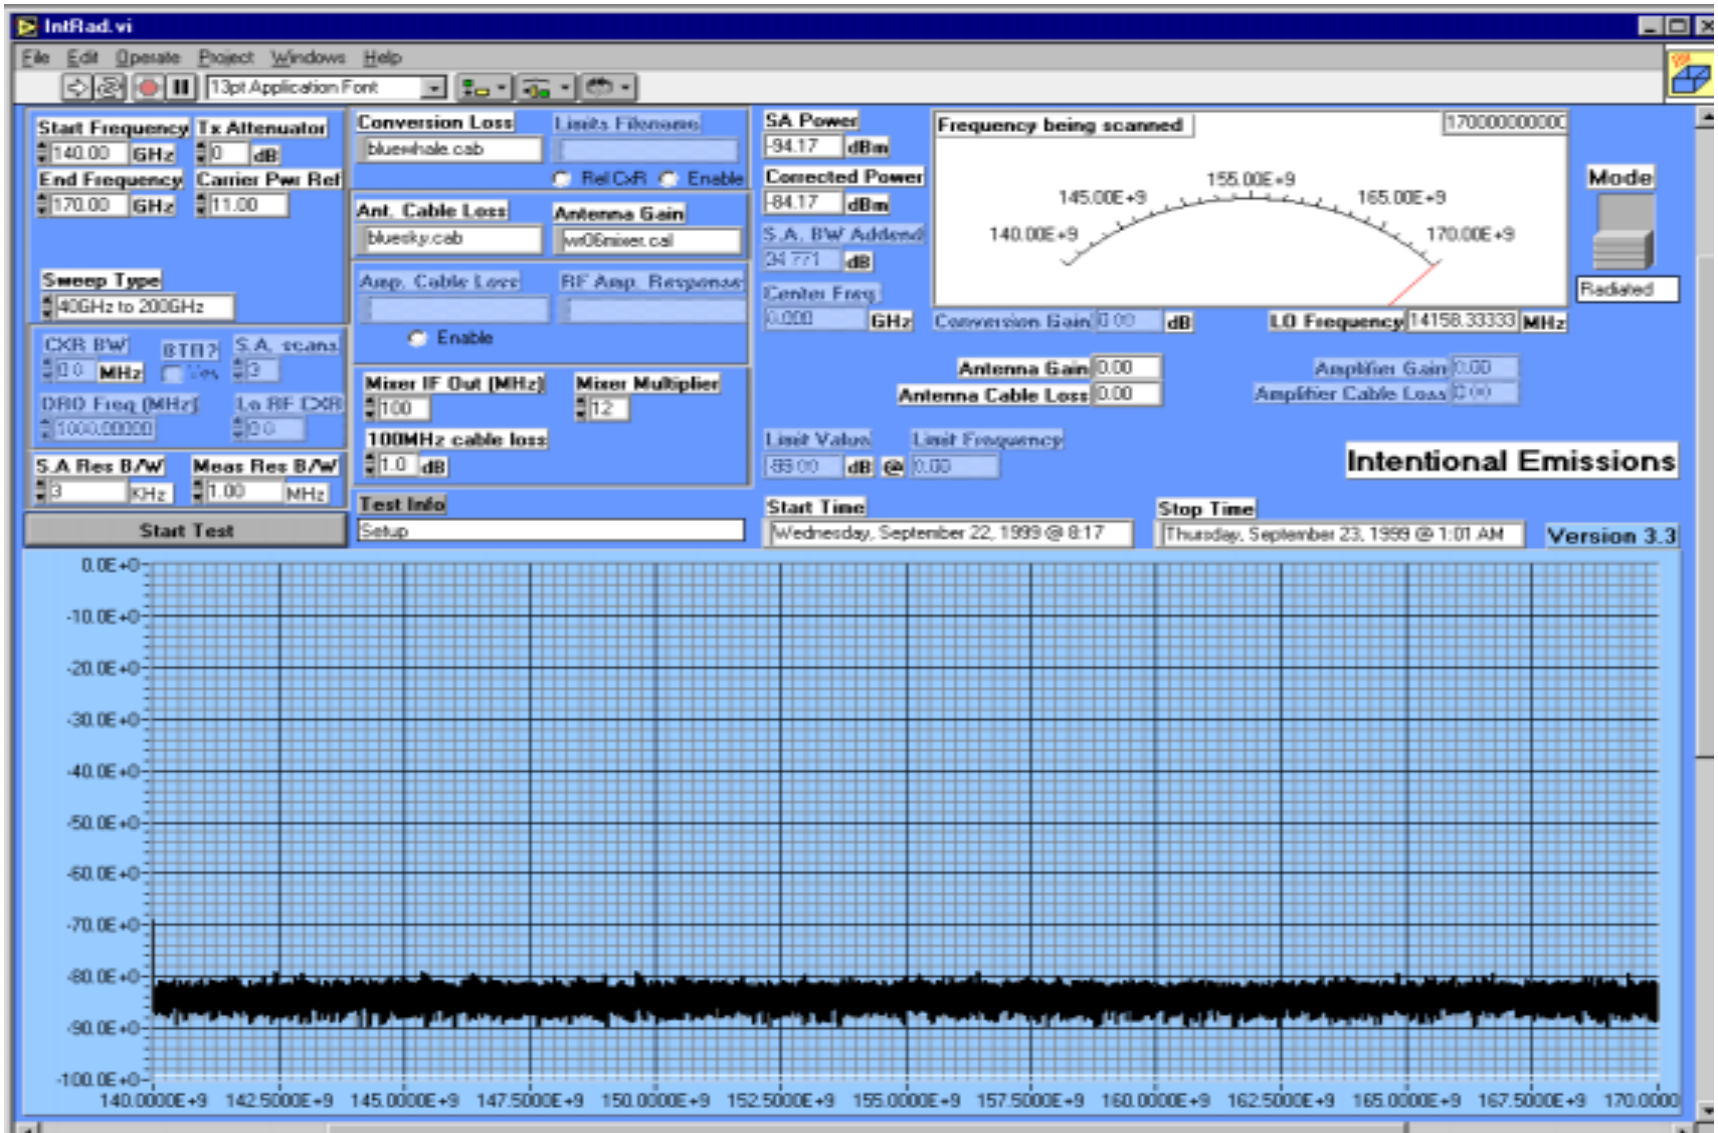 IntRad.vi
File Edit Operate Project Windows Help
13pt Application Font
Start Frequency Tx Attenuator
140.00 GHz 0 dB
End Frequency Carrier Pwr Ref
170.00 GHz 11.00
Sweep Type
40GHz to 200GHz
CXR BW BTH? S.A. scans
0.0 MHz Yes 3
DRO Freq (MHz) Lo RF CXR
1000.00000 0.0
S.A Res B/W Meas Res B/W
3 KHz 1.00 MHz
Start Test
Conversion Loss Limits Filename
bluewhale.cab
Rel CxR Enable
Ant. Cable Loss Antenna Gain
bluesky.cab wr06mixer.cal
Amp. Cable Loss RF Amp. Response
Enable
Mixer IF Out (MHz) Mixer Multiplier
100 12
100MHz cable loss
1.0 dB
Test Info
Setup
SA Power
-94.17 dBm
Corrected Power
-84.17 dBm
S.A. BW Addend
34.771 dB
Center Freq.
0.000 GHz
Frequency being scanned 170000000000
140.00E+9 145.00E+9 155.00E+9 165.00E+9 170.00E+9
Mode
Radiated
Conversion Gain 0.00 dB LO Frequency 14158.33333 MHz
Antenna Gain 0.00 Amplifier Gain 0.00
Antenna Cable Loss 0.00 Amplifier Cable Loss 0.00
Limit Value Limit Frequency
-99.00 dB @ 0.00
Intentional Emissions
Start Time Stop Time
Wednesday, September 22, 1999 @ 8:17 Thursday, September 23, 1999 @ 1:01 AM Version 3.3
0.0E+0
-10.0E+0
-20.0E+0
-30.0E+0
-40.0E+0
-50.0E+0
-60.0E+0
-70.0E+0
-80.0E+0
-90.0E+0
-100.0E+0
140.0000E+9 142.5000E+9 145.0000E+9 147.5000E+9 150.0000E+9 152.5000E+9 155.0000E+9 157.5000E+9 160.0000E+9 162.5000E+9 165.0000E+9 167.5000E+9 170.0000